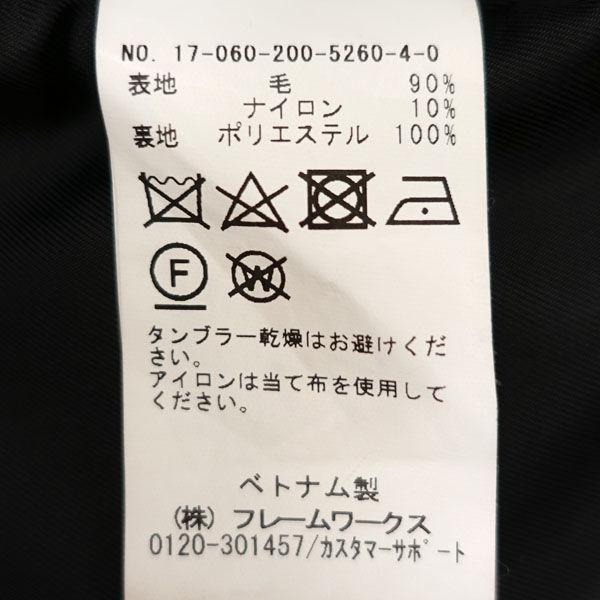 NO. 17-060-200-5260-4-0
表地 毛 90%
ナイロン 10%
裏地 ポリエステル 100%
F
W
タンブラー乾燥はお避けくだ
さい。
アイロンは当て布を使用して
ください。
ベトナム製
(株) フレームワークス
0120-301457/カスタマーサポート